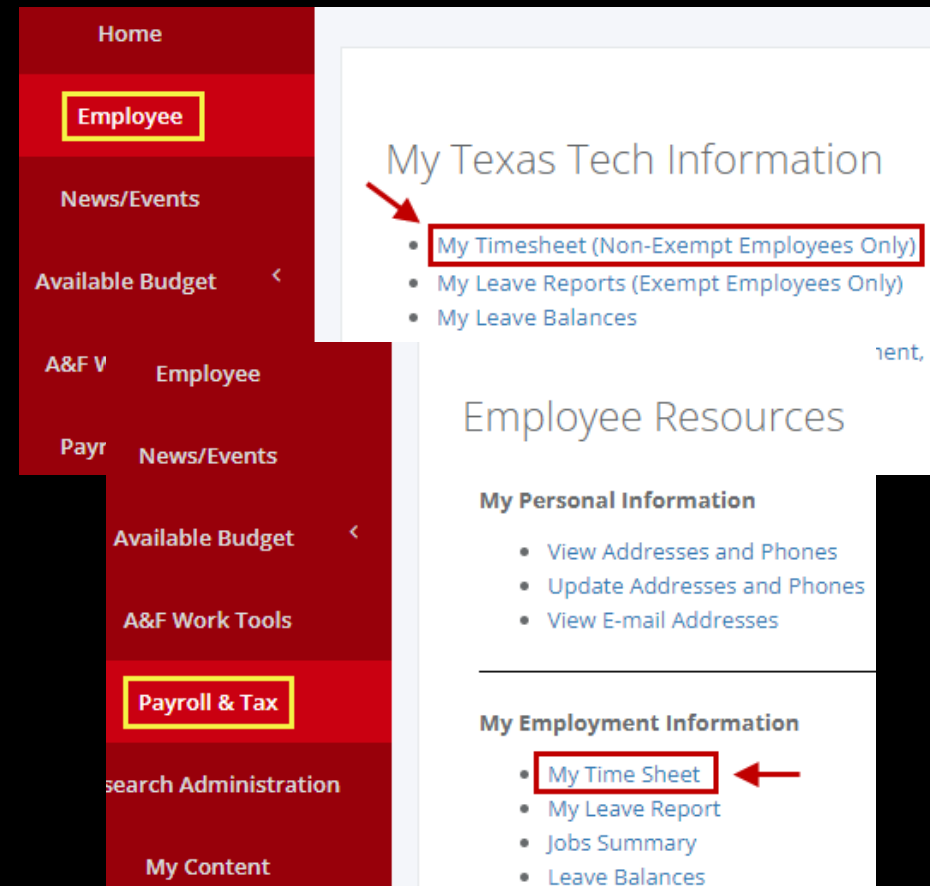 Home
Employee
News/Events
Available Budget
My Texas Tech Information
My Timesheet (Non-Exempt Employees Only)
My Leave Reports (Exempt Employees Only)
My Leave Balances
A&F
Employee
News/Events
Available Budget
A&F Work Tools
Payroll & Tax
Administration
My Content
Employee Resources
My Personal Information
View Addresses and Phones
Update Addresses and Phones
View E-mail Addresses
My Employment Information
My Time Sheet
My Leave Report
Jobs Summary
Leave Balances